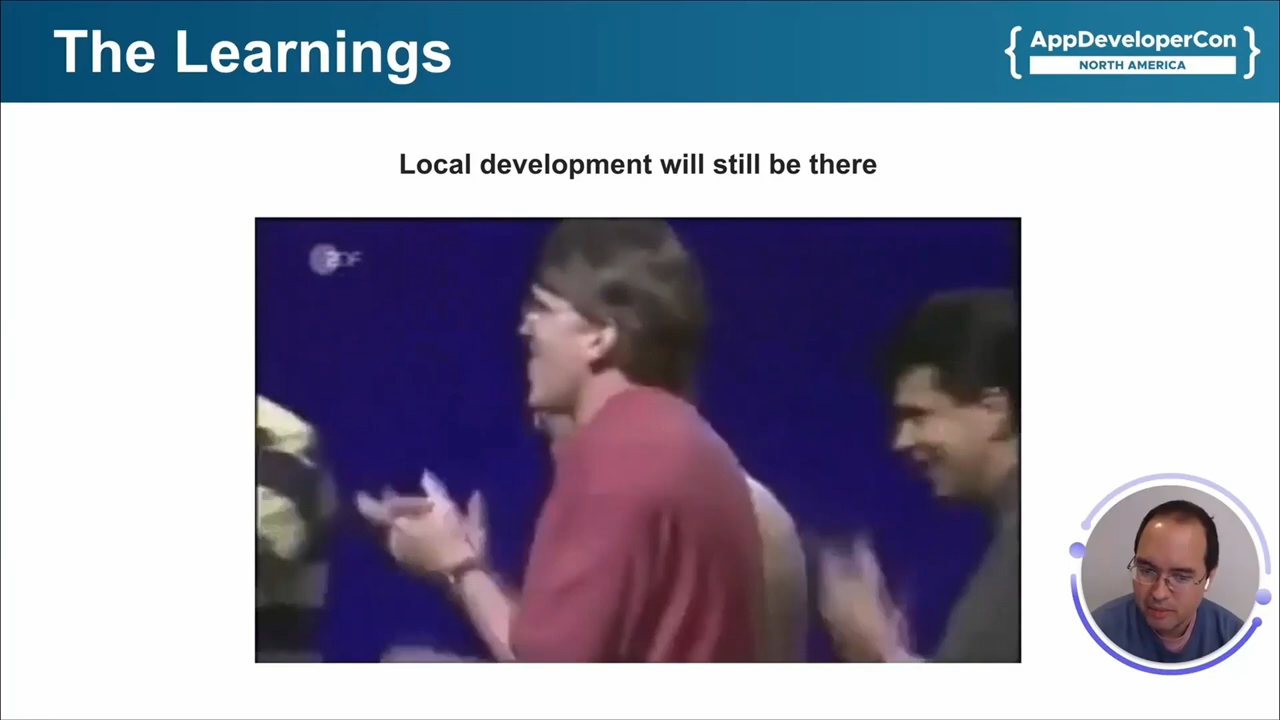 The Learnings
{ AppDeveloperCon }
NORTH AMERICA
Local development will still be there
ZDF